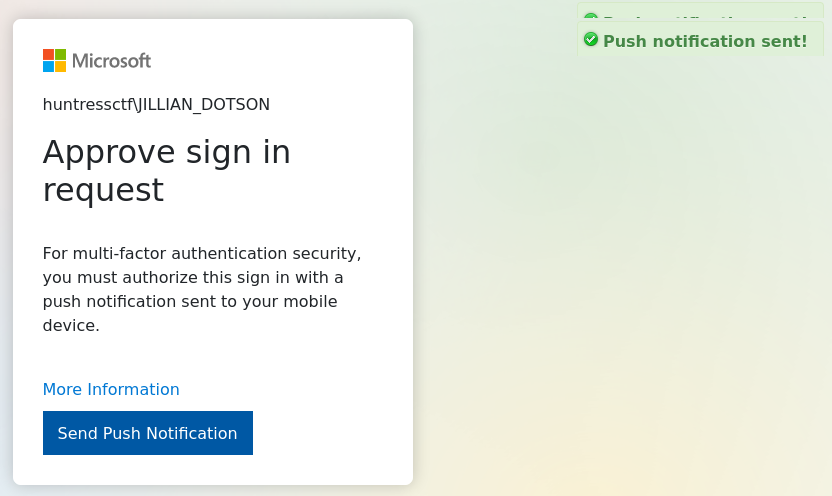 Microsoft
huntressctf\JILLIAN_DOTSON
Approve sign in
request
For multi-factor authentication security,
you must authorize this sign in with a
push notification sent to your mobile
device.
More Information
Send Push Notification
Push notification sent!